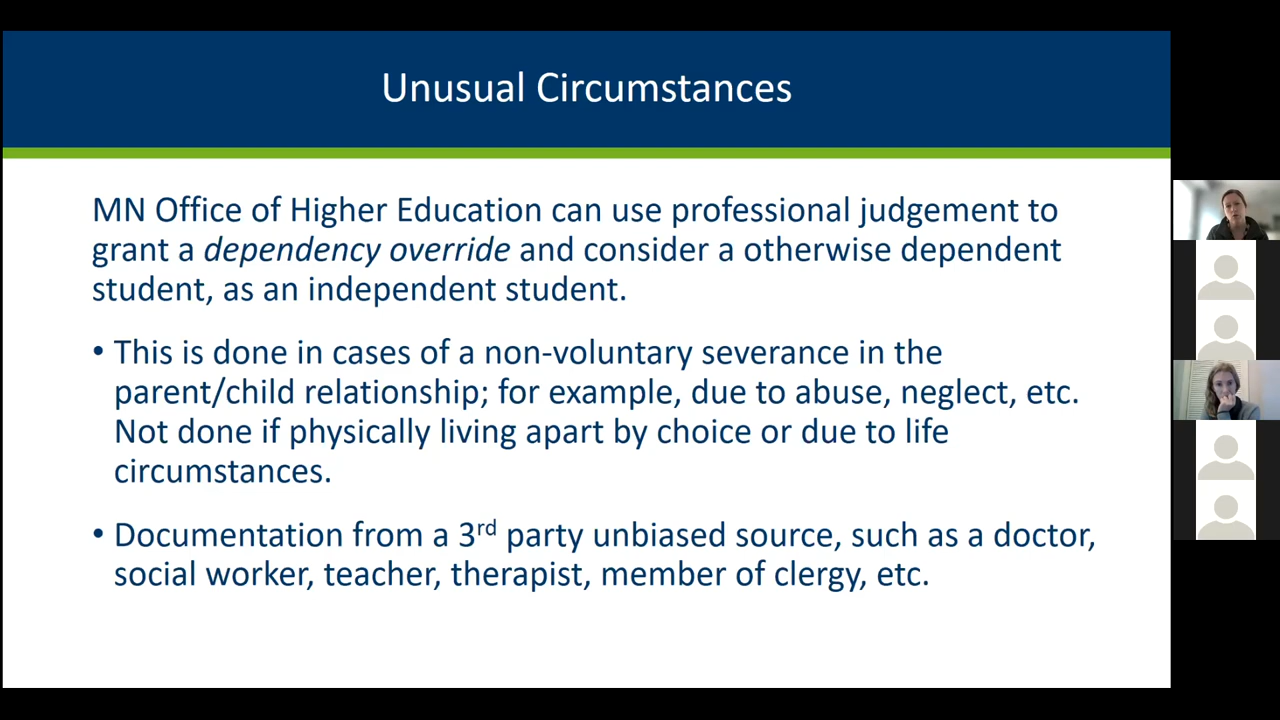 Unusual Circumstances
MN Office of Higher Education can use professional judgement to
grant a dependency override and consider a otherwise dependent
student, as an independent student.
• This is done in cases of a non-voluntary severance in the
parent/child relationship; for example, due to abuse, neglect, etc.
Not done if physically living apart by choice or due to life
circumstances.
• Documentation from a 3rd party unbiased source, such as a doctor,
social worker, teacher, therapist, member of clergy, etc.